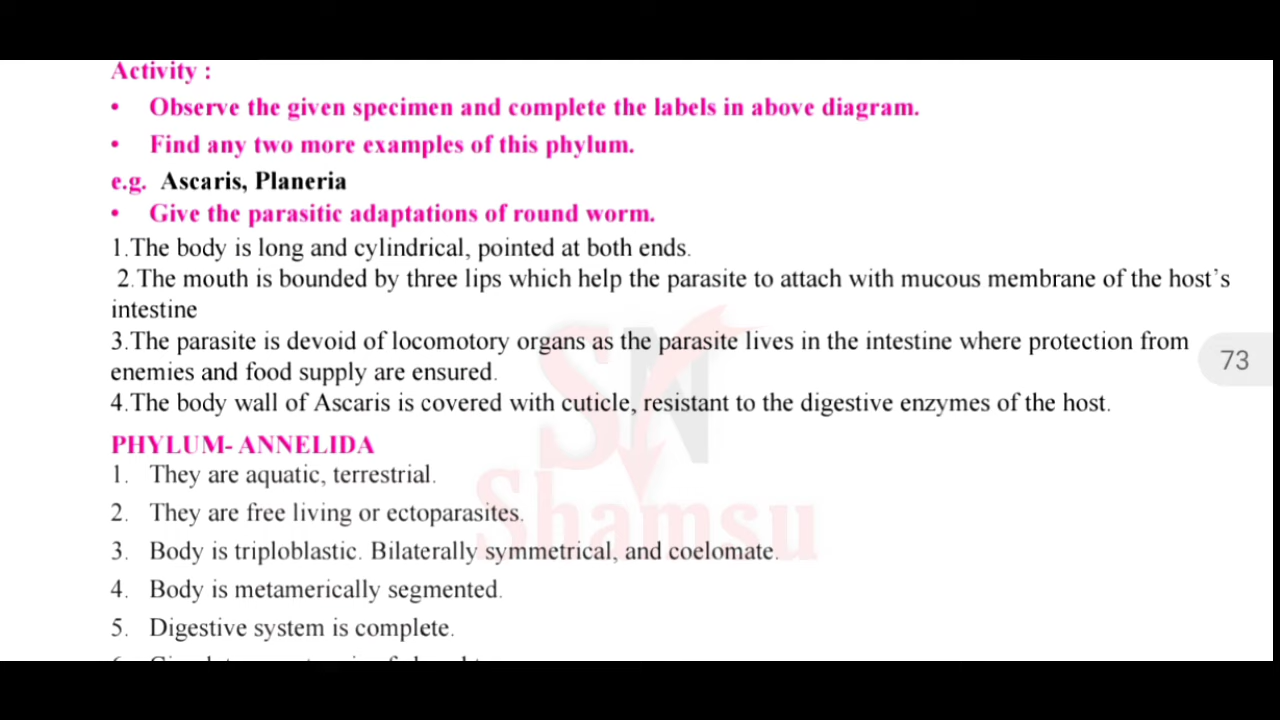 Activity :
• Observe the given specimen and complete the labels in above diagram.
• Find any two more examples of this phylum.
e.g. Ascaris, Planeria
• Give the parasitic adaptations of round worm.
1.The body is long and cylindrical, pointed at both ends.
2.The mouth is bounded by three lips which help the parasite to attach with mucous membrane of the host's
intestine
3.The parasite is devoid of locomotory organs as the parasite lives in the intestine where protection from
enemies and food supply are ensured.
73
4.The body wall of Ascaris is covered with cuticle, resistant to the digestive enzymes of the host.
SN
Shamsu
PHYLUM- ANNELIDA
1. They are aquatic, terrestrial.
2. They are free living or ectoparasites.
3. Body is triploblastic. Bilaterally symmetrical, and coelomate.
4. Body is metamerically segmented.
5. Digestive system is complete.